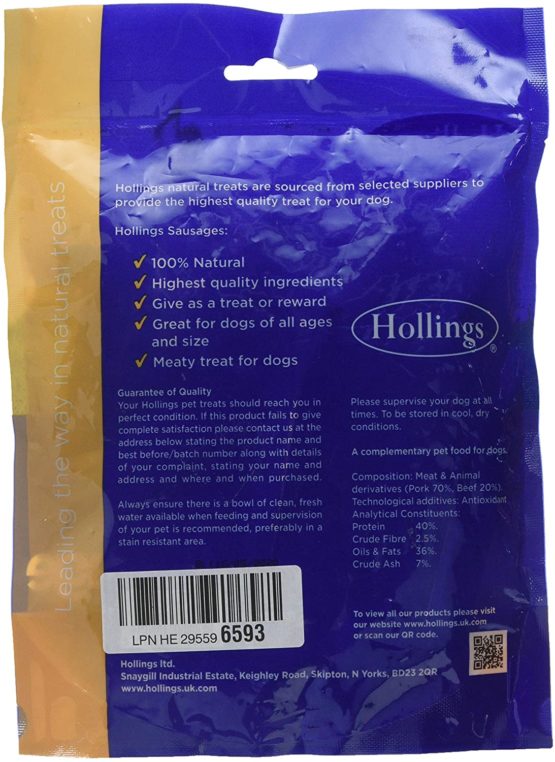 Leading the way in natural treats
Hollings natural treats are sourced from selected suppliers to
provide the highest quality treat for your dog.
Hollings Sausages:
✓ 100% Natural
✓ Highest quality ingredients
✓ Give as a treat or reward
✓ Great for dogs of all ages
and size
✓ Meaty treat for dogs
Hollings®
Guarantee of Quality
Your Hollings pet treats should reach you in
perfect condition. If this product fails to give
complete satisfaction please contact us at the
address below stating the product name and
best before/batch number along with details
of your complaint, stating your name and
address and where and when purchased.
Always ensure there is a bowl of clean, fresh
water available when feeding and supervision
of your pet is recommended, preferably in a
stain resistant area.
Please supervise your dog at all
times. To be stored in cool, dry
conditions.
A complementary pet food for dogs.
Composition: Meat & Animal
derivatives (Pork 70%, Beef 20%).
Technological additives: Antioxidant
Analytical Constituents:
Protein 40%.
Crude Fibre 2.5%.
Oils & Fats 36%.
Crude Ash 7%.
LPN HE 29559 6593
To view all our products please visit
our website www.hollings.uk.com
or scan our QR code.
Hollings ltd.
Snaygill Industrial Estate, Keighley Road, Skipton, N Yorks, BD23 2QR
www.hollings.uk.com